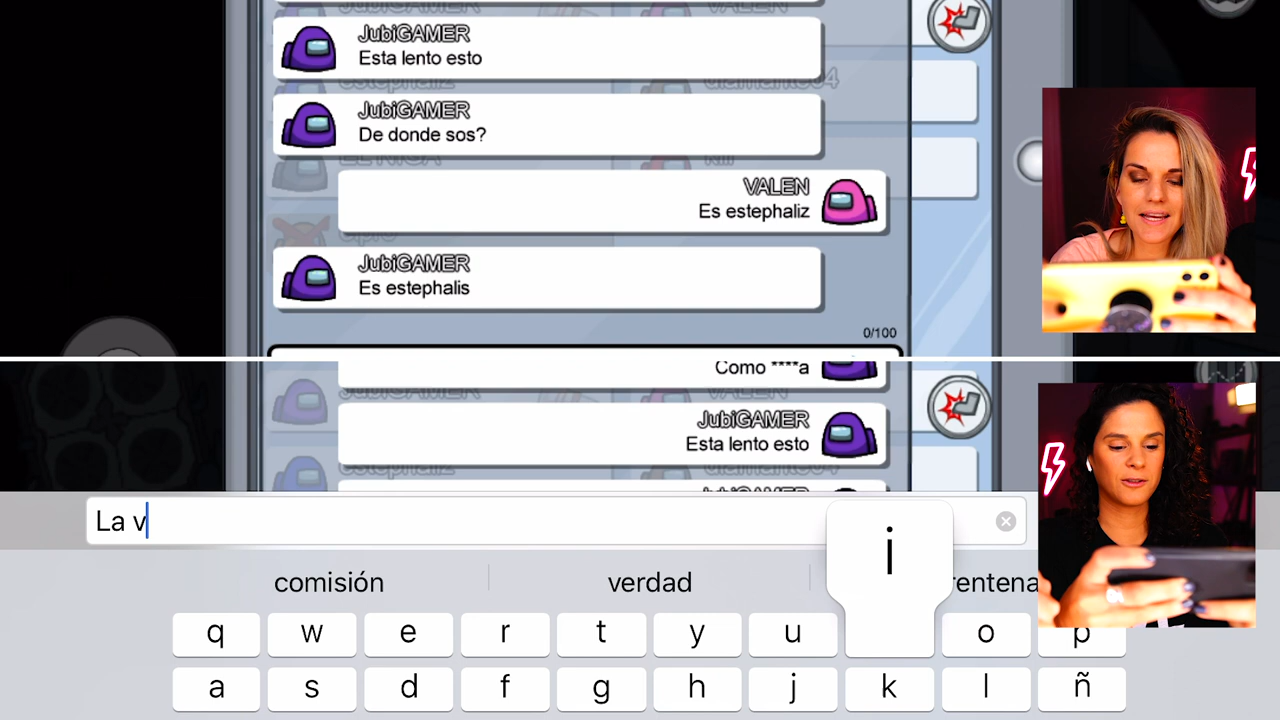 JubiGAMER
Esta lento esto
JubiGAMER
De donde sos?
VALEN
Es estephaliz
JubiGAMER
Es estephalis
0/100
Como ****a
JubiGAMER
Esta lento esto
La v
i
comisión verdad
q w e r t y u o p
a s d f g h j k l ñ